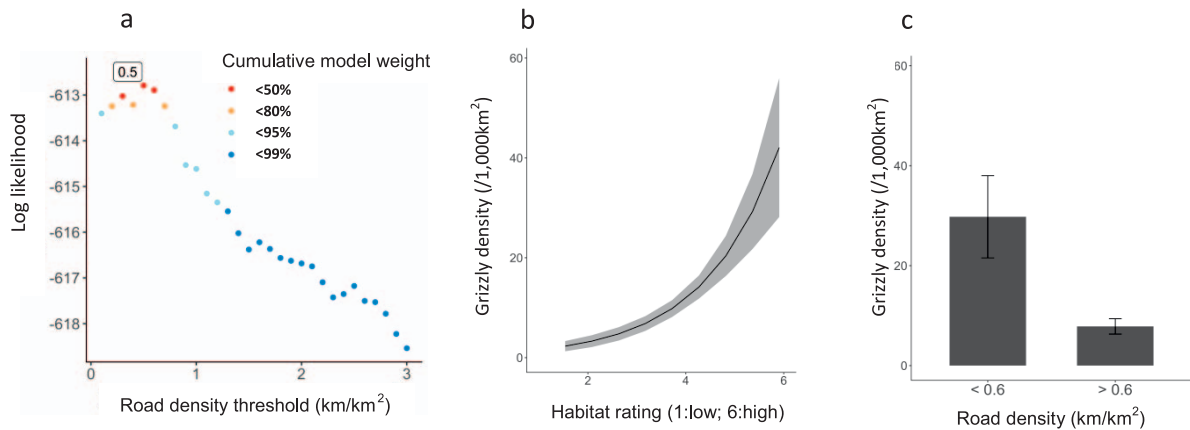 a
0.5
Cumulative model weight
<50%
<80%
<95%
<99%
-613
-614
-615
-616
-617
-618
Log likelihood
0
1
2
3
Road density threshold (km/km²)
b
60
40
20
0
Grizzly density (/1,000km²)
2
4
6
Habitat rating (1:low; 6:high)
c
60
40
20
0
Grizzly density (/1,000km²)
< 0.6
> 0.6
Road density (km/km²)